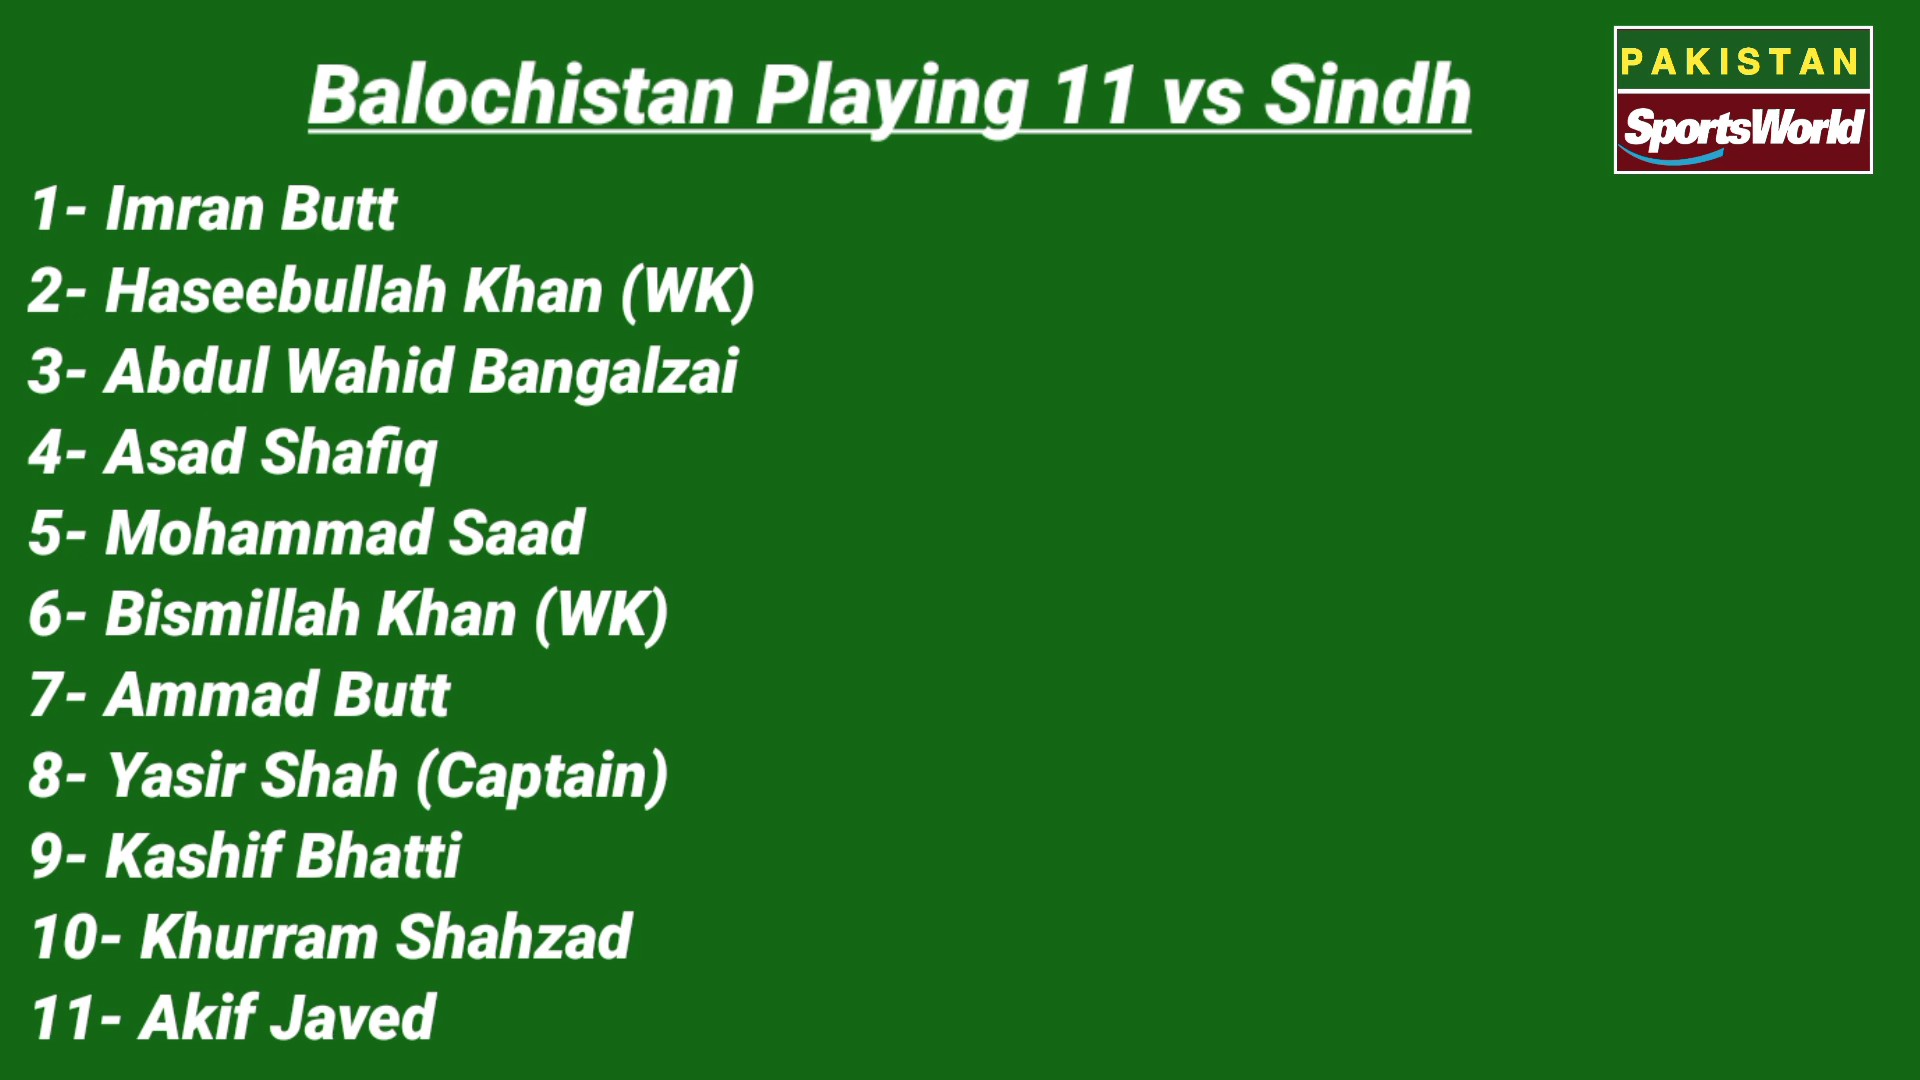 Balochistan Playing 11 vs Sindh
PAKISTAN
SportsWorld
1- Imran Butt
2- Haseebullah Khan (WK)
3- Abdul Wahid Bangalzai
4- Asad Shafiq
5- Mohammad Saad
6- Bismillah Khan (WK)
7- Ammad Butt
8- Yasir Shah (Captain)
9- Kashif Bhatti
10- Khurram Shahzad
11- Akif Javed